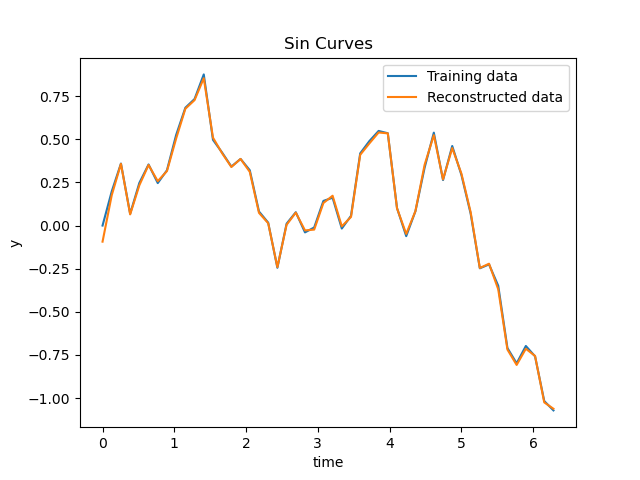 Sin Curves
Training data
Reconstructed data
0.75
0.50
0.25
0.00
−0.25
−0.50
−0.75
−1.00
y
0 1 2 3 4 5 6
time